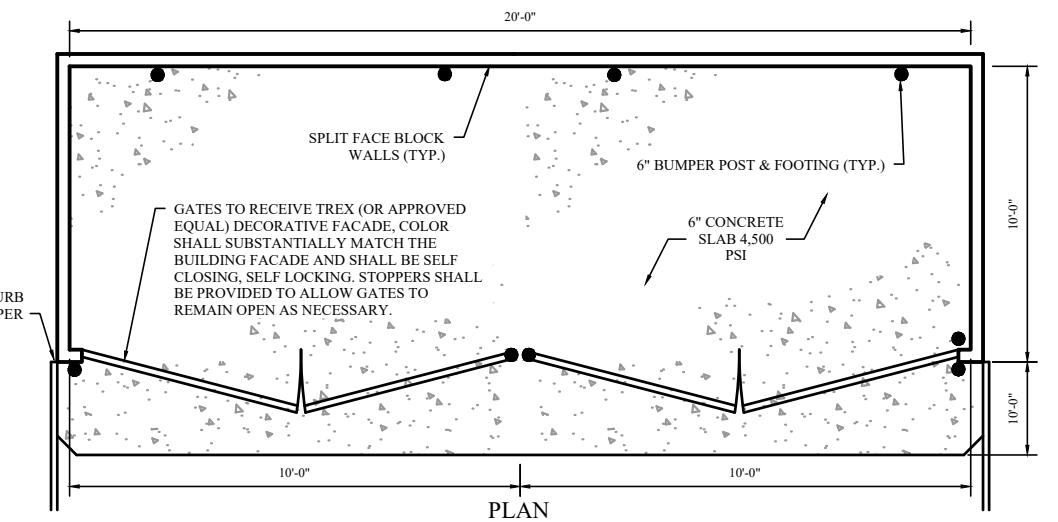 20'-0"
SPLIT FACE BLOCK
WALLS (TYP.)
6" BUMPER POST & FOOTING (TYP.)
10'-0"
GATES TO RECEIVE TREX (OR APPROVED
EQUAL) DECORATIVE FACADE, COLOR
SHALL SUBSTANTIALLY MATCH THE
BUILDING FACADE AND SHALL BE SELF
CLOSING, SELF LOCKING. STOPPERS SHALL
BE PROVIDED TO ALLOW GATES TO
REMAIN OPEN AS NECESSARY.
6" CONCRETE
SLAB 4,500
PSI
10'-0"
10'-0"
10'-0"
PLAN